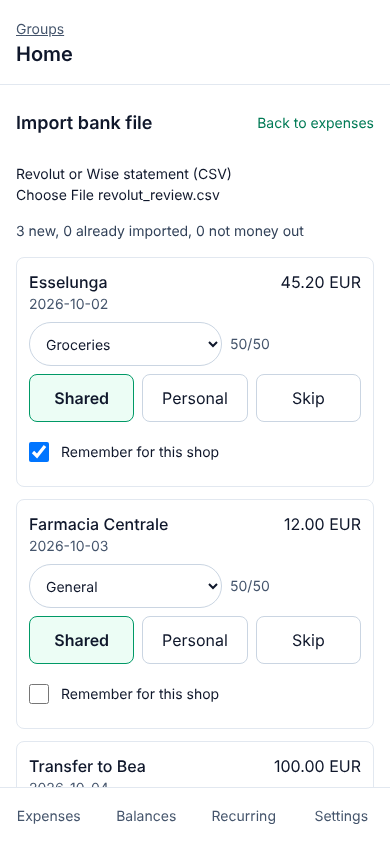 Groups
Home
Import bank file
Back to expenses
Revolut or Wise statement (CSV)
Choose File revolut_review.csv
3 new, 0 already imported, 0 not money out
Esselunga 45.20 EUR
2026-10-02
Groceries 50/50
Shared Personal Skip
Remember for this shop
Farmacia Centrale 12.00 EUR
2026-10-03
General 50/50
Shared Personal Skip
Remember for this shop
Transfer to Bea 100.00 EUR
2026-10-04
Expenses Balances Recurring Settings